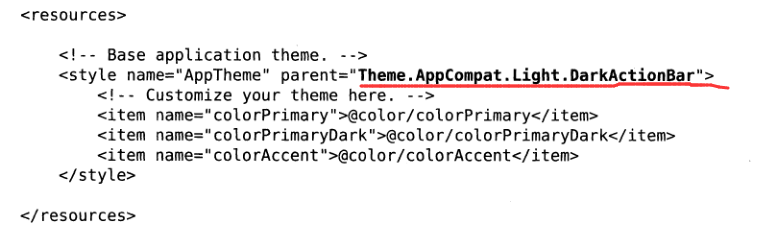 <resources>
<!-- Base application theme. -->
<style name="AppTheme" parent="Theme.AppCompat.Light.DarkActionBar">
<!-- Customize your theme here. -->
<item name="colorPrimary">@color/colorPrimary</item>
<item name="colorPrimaryDark">@color/colorPrimaryDark</item>
<item name="colorAccent">@color/colorAccent</item>
</style>
</resources>